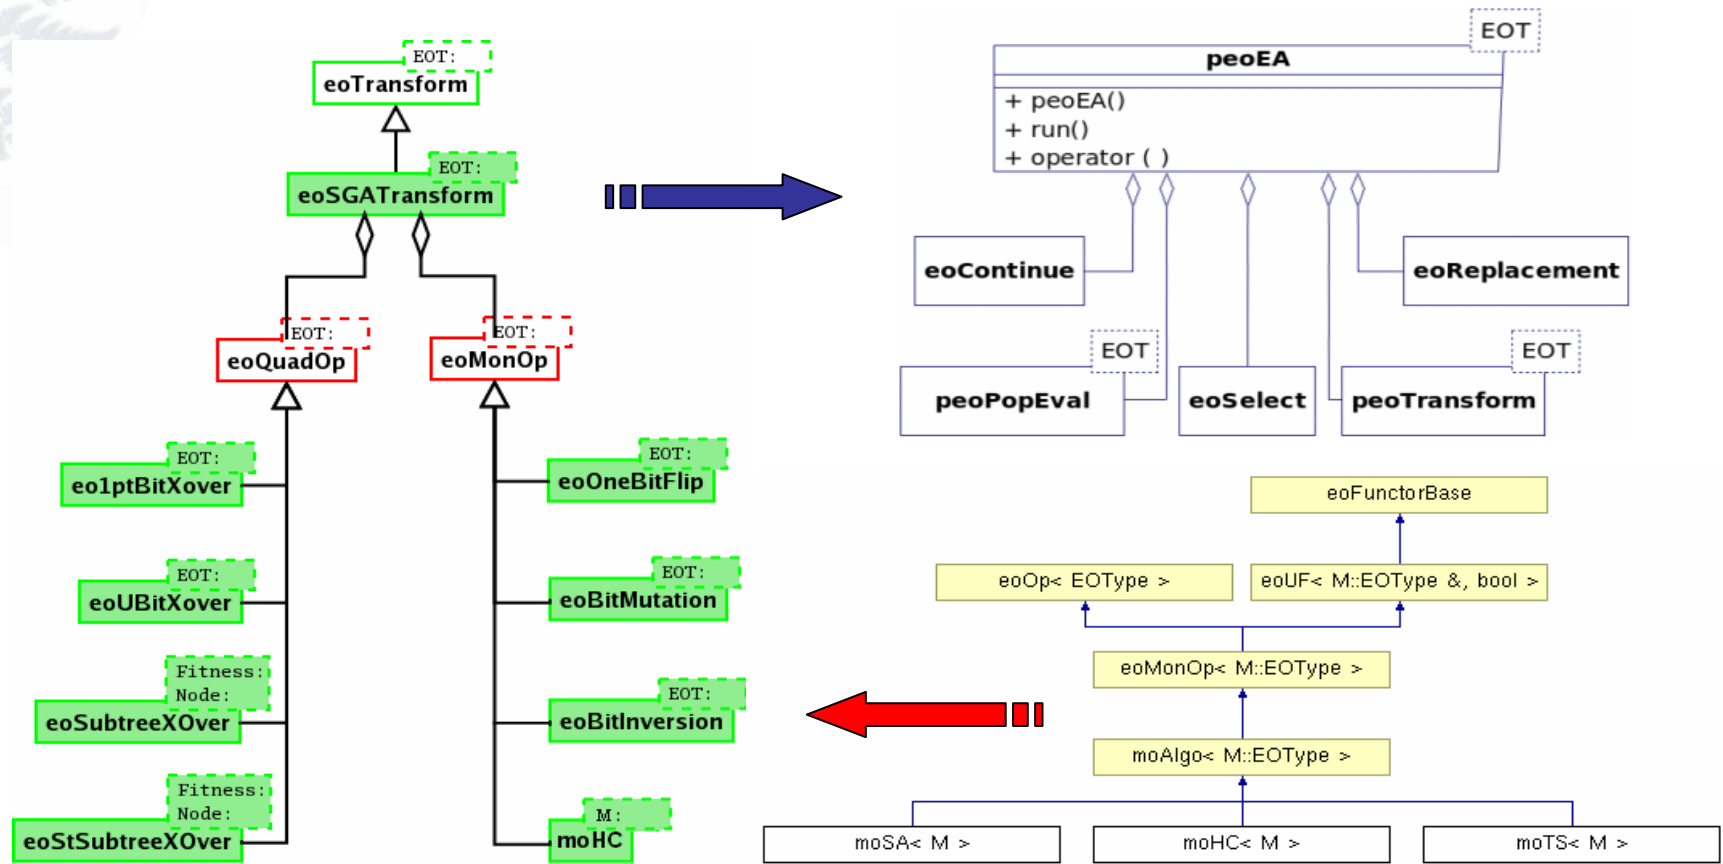 EOT:
eoTransform
EOT:
eoSGATransform
EOT:
eoQuadOp
EOT:
eoMonOp
EOT:
eo1ptBitXover
EOT:
eoUBitXover
Fitness:
Node:
eoSubtreeXOver
Fitness:
Node:
eoStSubtreeXOver
EOT:
eoOneBitFlip
EOT:
eoBitMutation
EOT:
eoBitInversion
M:
moHC
EOT
peoEA
+ peoEA()
+ run()
+ operator ( )
eoContinue
eoReplacement
EOT
peoPopEval
eoSelect
EOT
peoTransform
eoFunctorBase
eoOp< EOType >
eoUF< M::EOType &, bool >
eoMonOp< M::EOType >
moAlgo< M::EOType >
moSA< M >
moHC< M >
moTS< M >